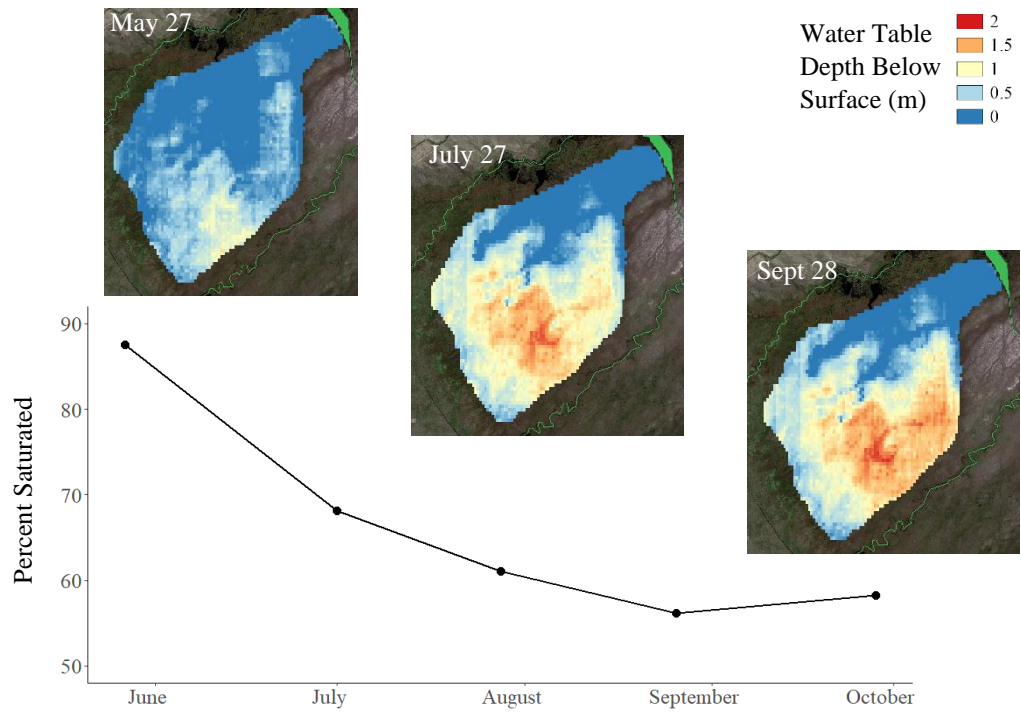 May 27
Water Table
Depth Below
Surface (m)
2
1.5
1
0.5
0
July 27
Sept 28
90
80
70
60
50
Percent Saturated
June
July
August
September
October